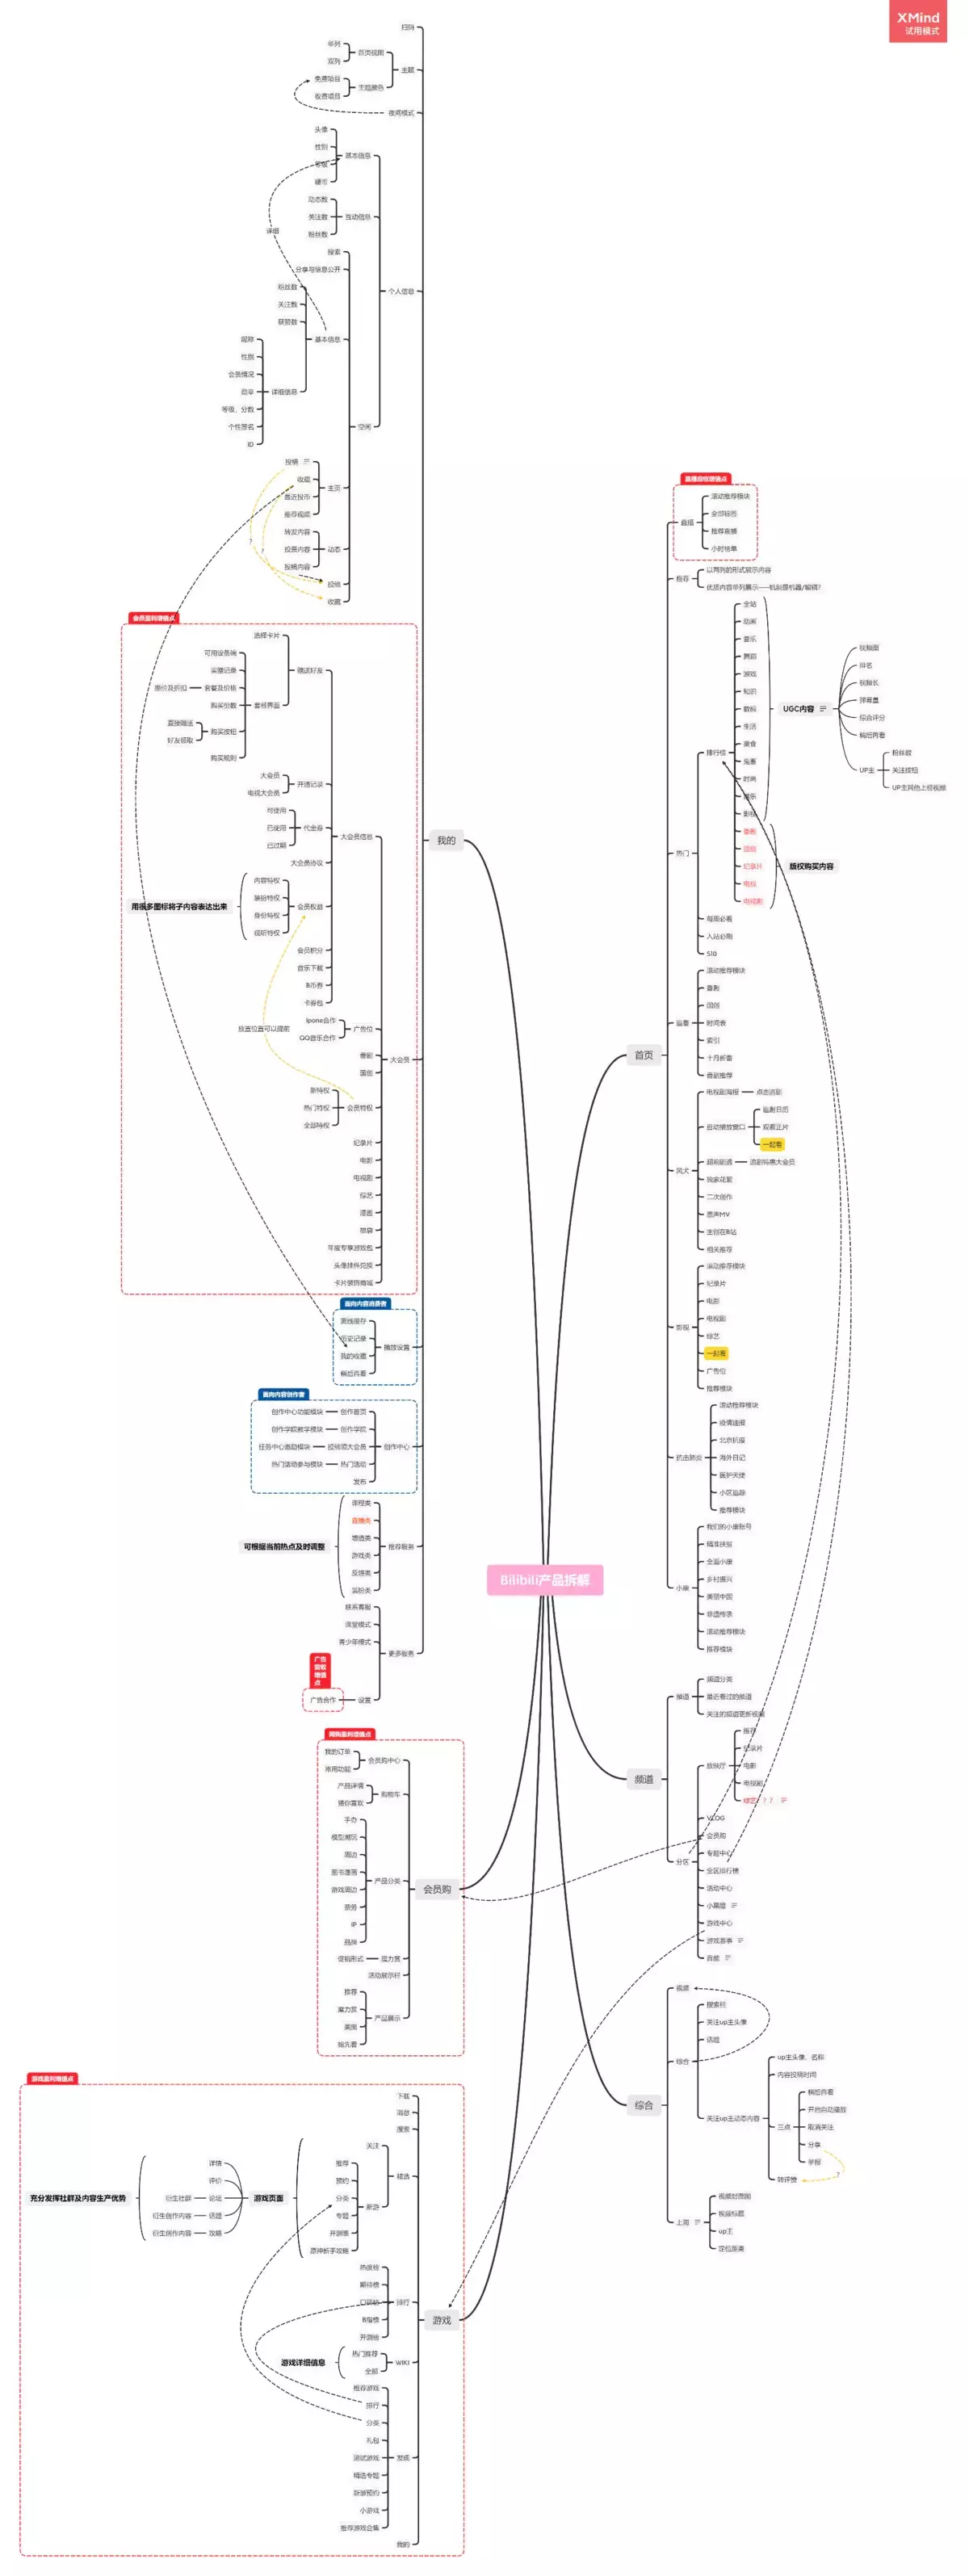 XMind
试用模式
扫码
单列
双列
首页视图
免费项目
收费项目
主题颜色
主题
夜间模式
头像
性别
等级
硬币
基本信息
动态数
关注数
粉丝数
互动信息
搜索
分享与信息公开
粉丝数
关注数
获赞数
昵称
性别
会员情况
勋章
等级、分数
个性签名
ID
详细信息
基本信息
详细
个人信息
空间
投稿
收藏
最近投币
推荐视频
主页
转发内容
投票内容
投稿内容
动态
投稿
收藏
?
?
会员盈利增值点
选择卡片
可用设备端
买赠记录
原价及折扣
套餐及价格
购买份数
直接赠送
好友领取
购买按钮
购买规则
套餐界面
赠送好友
大会员
电视大会员
开通记录
可使用
已使用
已过期
代金券
大会员协议
内容特权
装扮特权
身份特权
视听特权
会员权益
用很多图标将子内容表达出来
会员积分
音乐下载
B币券
卡券包
大会员信息
放置位置可以提前
Ipone合作
QQ音乐合作
广告位
番剧
国创
新特权
热门特权
全部特权
会员特权
纪录片
电影
电视剧
综艺
漫画
萌袋
年度专享游戏包
头像挂件兑换
卡片装扮商城
大会员
我的
面向内容消费者
离线缓存
历史记录
我的收藏
稍后再看
播放设置
面向内容创作者
创作中心功能模块
创作首页
创作学院教学模块
创作学院
任务中心激励模块
投稿领大会员
热门活动参与模块
热门活动
发布
创作中心
课程类
直播类
增值类
游戏类
反馈类
装扮类
可根据当前热点及时调整
推荐服务
联系客服
课堂模式
青少年模式
广告
营收
增值
点
广告合作
设置
更多服务
Bilibili产品拆解
网购盈利增值点
我的订单
常用功能
会员购中心
产品详情
猜你喜欢
购物车
手办
模型潮玩
周边
图书漫画
游戏周边
票务
IP
品牌
产品分类
促销形式
魔力赏
活动展示栏
推荐
魔力赏
美图
抢先看
产品展示
会员购
游戏盈利增值点
下载
消息
搜索
关注
推荐
预约
分类
专题
开测表
原神新手攻略
新游
精选
详情
评价
衍生社群
论坛
衍生创作内容
话题
衍生创作内容
攻略
游戏页面
充分发挥社群及内容生产优势
热度榜
期待榜
口碑榜
B指榜
开测榜
排行
热门推荐
全部
WIKI
游戏详细信息
推荐游戏
排行
分类
礼包
测试游戏
精选专题
新游预约
小游戏
推荐游戏合集
发现
我的
游戏
直播营收增值点
滚动推荐模块
全部标签
推荐直播
小时榜单
直播
以两列的形式展示内容
优质内容单列展示——机制是机器/编辑？
推荐
全站
动画
音乐
舞蹈
游戏
知识
数码
生活
美食
鬼畜
时尚
娱乐
影视
番剧
国创
纪录片
电视
电视剧
排行榜
UGC内容
视频图
排名
视频长
弹幕量
综合评分
稍后再看
UP主
粉丝数
关注按钮
UP主其他上榜视频
版权购买内容
热门
每周必看
入站必刷
S10
滚动推荐模块
番剧
国创
时间表
索引
十月新番
番剧推荐
追番
首页
电视剧海报
点击追剧
自动播放窗口
追剧日历
观看正片
一起看
超前剧透
追剧特惠大会员
独家花絮
二次创作
原声MV
主创在B站
相关推荐
风犬
滚动推荐模块
纪录片
电影
电视剧
综艺
一起看
广告位
推荐模块
影视
滚动推荐模块
疫情速报
北京抗疫
海外日记
医护天使
小区追踪
推荐模块
抗击肺炎
我们的小康账号
精准扶贫
全面小康
乡村振兴
美丽中国
非遗传承
滚动推荐模块
推荐模块
小康
频道分类
最近看过的频道
关注的频道更新视频
频道
频道
推荐
纪录片
电影
电视剧
综艺？？？
放映厅
VLOG
会员购
专题中心
全区排行榜
活动中心
小黑屋
游戏中心
游戏赛事
音频
分区
视频
搜索栏
关注up主头像
话题
综合
综合
up主头像、名称
内容投稿时间
稍后再看
开启自动播放
取消关注
分享
举报
三点
转评赞
?
关注up主动态内容
上海
视频封面图
视频标题
up主
定位距离